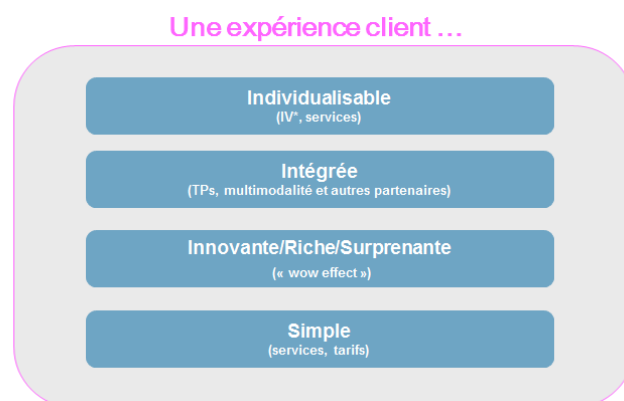 Une expérience client ...
Individualisable
(IV*, services)
Intégrée
(TPs, multimodalité et autres partenaires)
Innovante/Riche/Surprenante
(« wow effect »)
Simple
(services, tarifs)